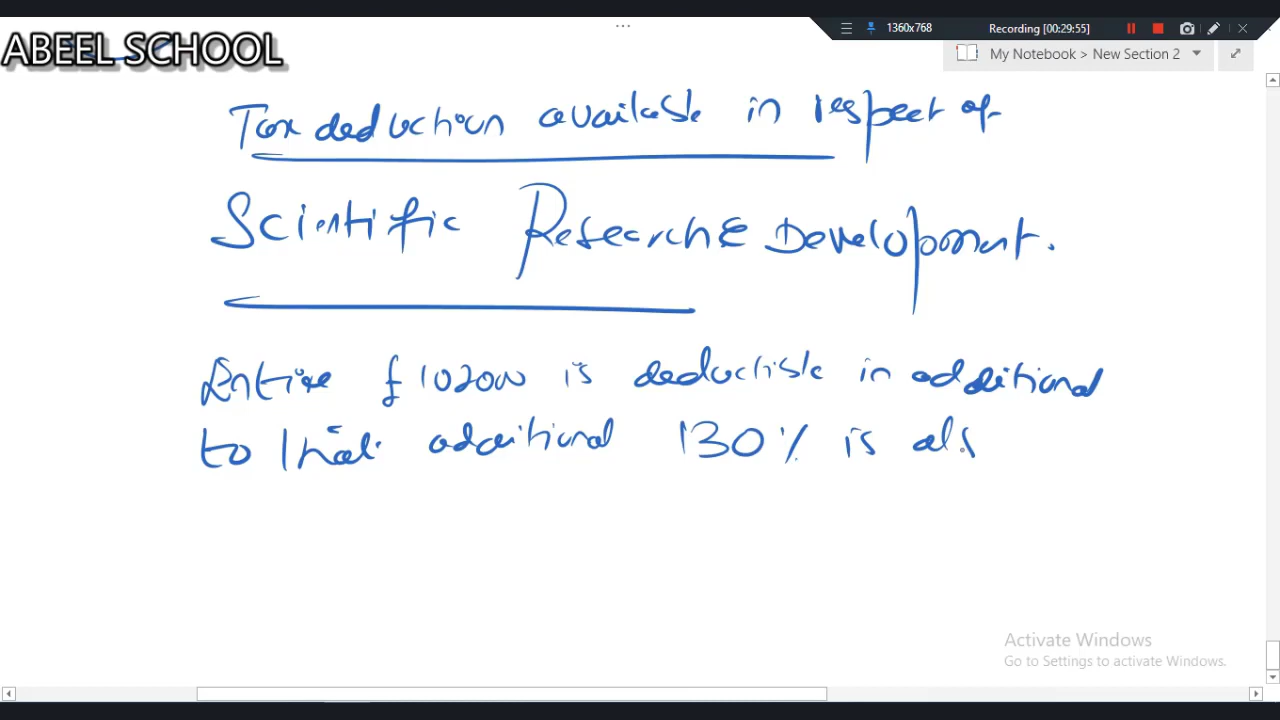 1360x768
Recording [00:29:55]
ABEEL SCHOOL
My Notebook > New Section 2
Tax deduction available in respect of
Scientific Research & Development.
Entire £102000 is deductible in additional
to that additional 130% is als
Activate Windows
Go to Settings to activate Windows.